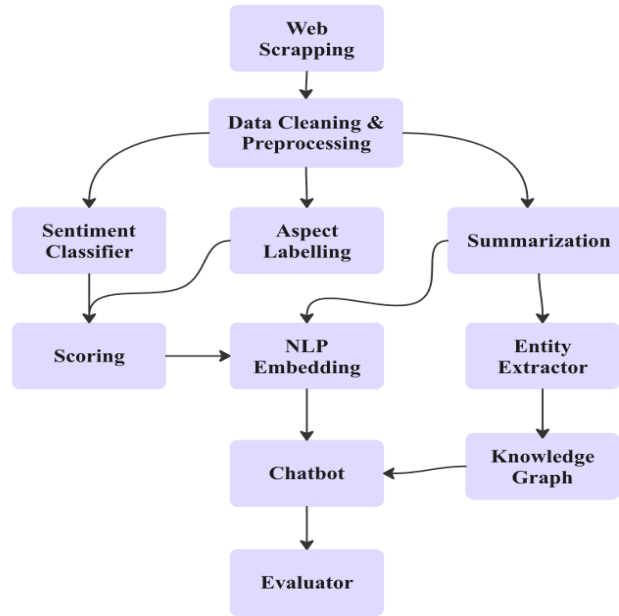 Web
Scrapping
Data Cleaning &
Preprocessing
Sentiment
Classifier
Aspect
Labelling
Summarization
Scoring
NLP
Embedding
Entity
Extractor
Chatbot
Knowledge
Graph
Evaluator